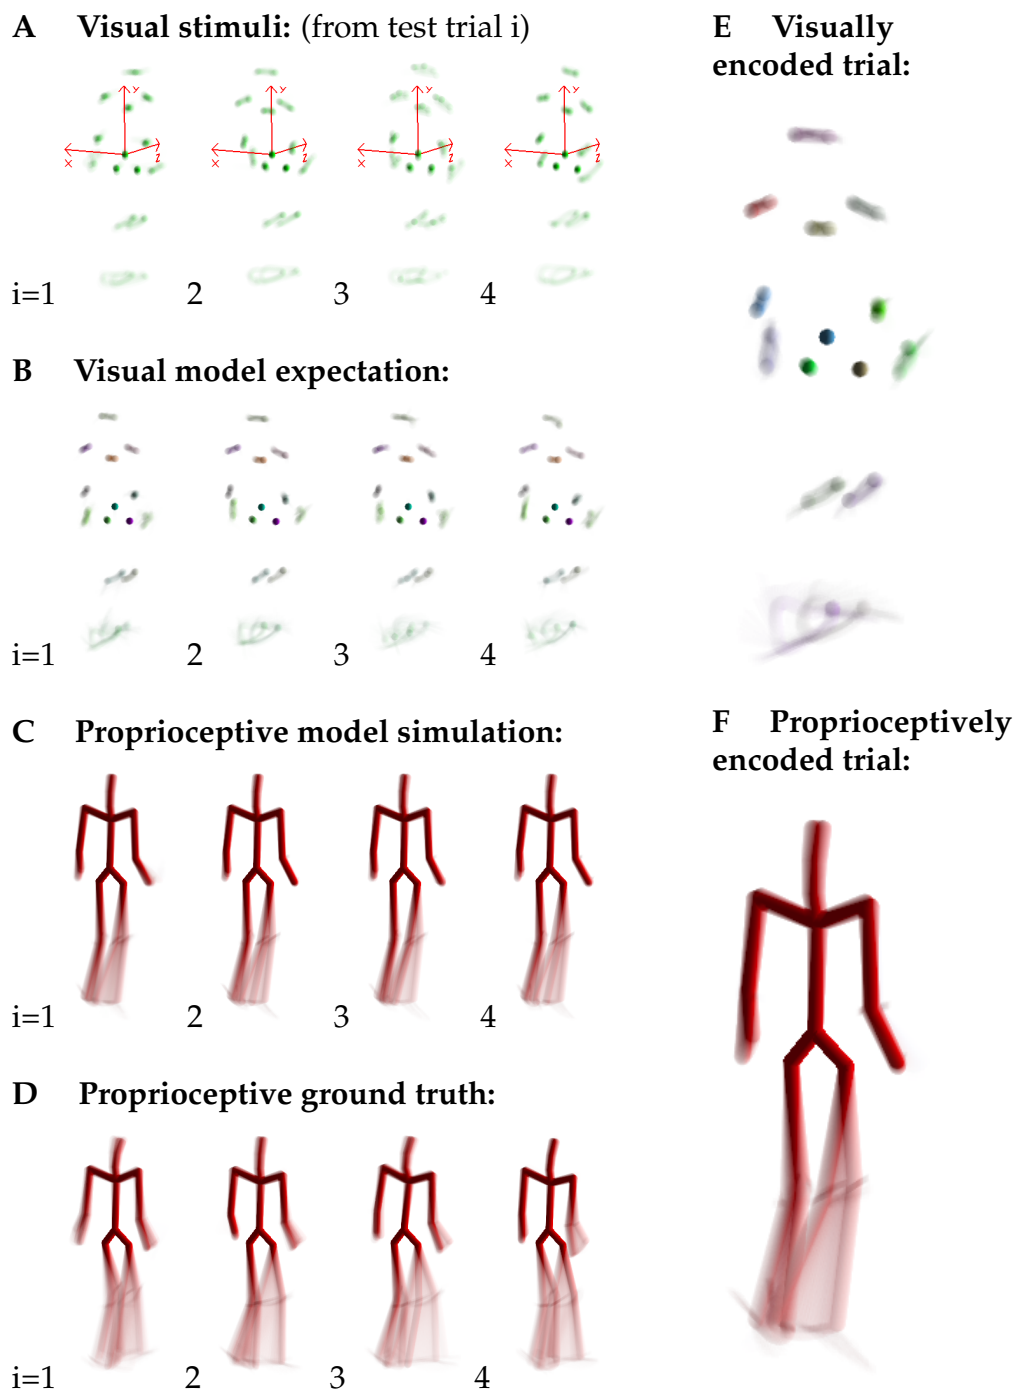 A Visual stimuli: (from test trial i)
Y
X
Z
Y
X
Z
Y
X
Z
Y
X
Z
i=1 2 3 4
B Visual model expectation:
i=1 2 3 4
C Proprioceptive model simulation:
i=1 2 3 4
D Proprioceptive ground truth:
i=1 2 3 4
E Visually
encoded trial:
F Proprioceptively
encoded trial: